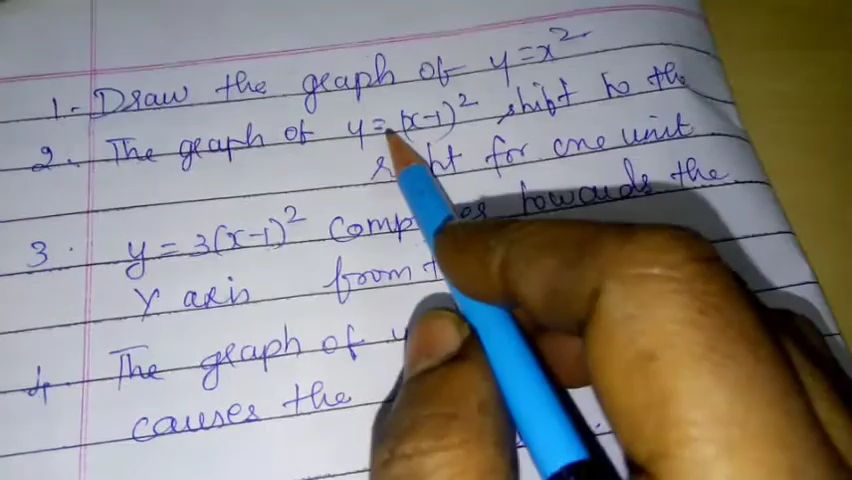 1. Draw the graph of y=x²
2. The graph of y=(x-1)² shift to the
right for one unit
3. y = 3(x-1)² towards the
Y axis from
4. The graph of
causes the